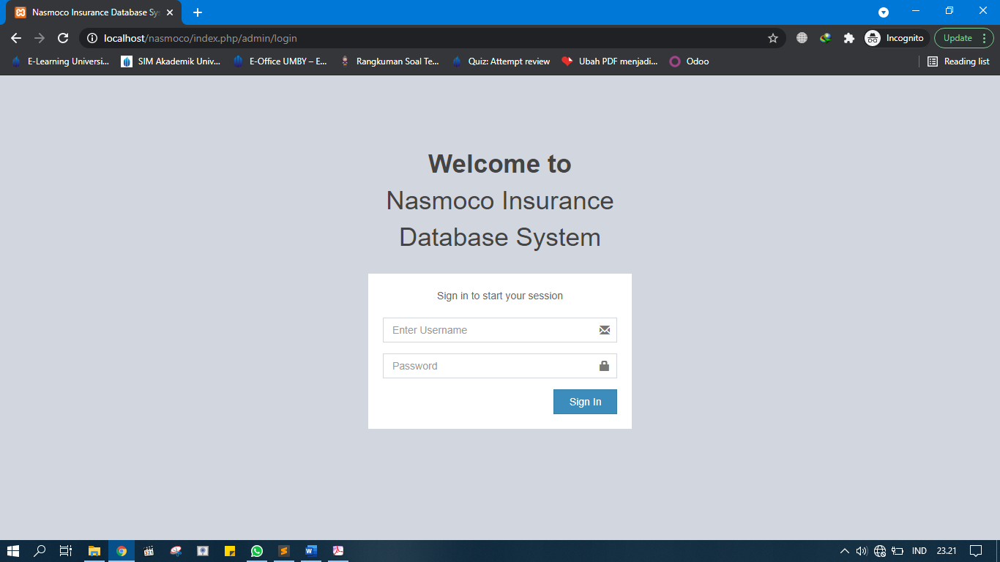 Nasmoco Insurance Database Sy
localhost/nasmoco/index.php/admin/login
Incognito
Update
E-Learning Universi...
SIM Akademik Univ...
E-Office UMBY – E...
Rangkuman Soal Te...
Quiz: Attempt review
Ubah PDF menjadi...
Odoo
Reading list
Welcome to
Nasmoco Insurance
Database System
Sign in to start your session
Enter Username
Password
Sign In
IND
23.21